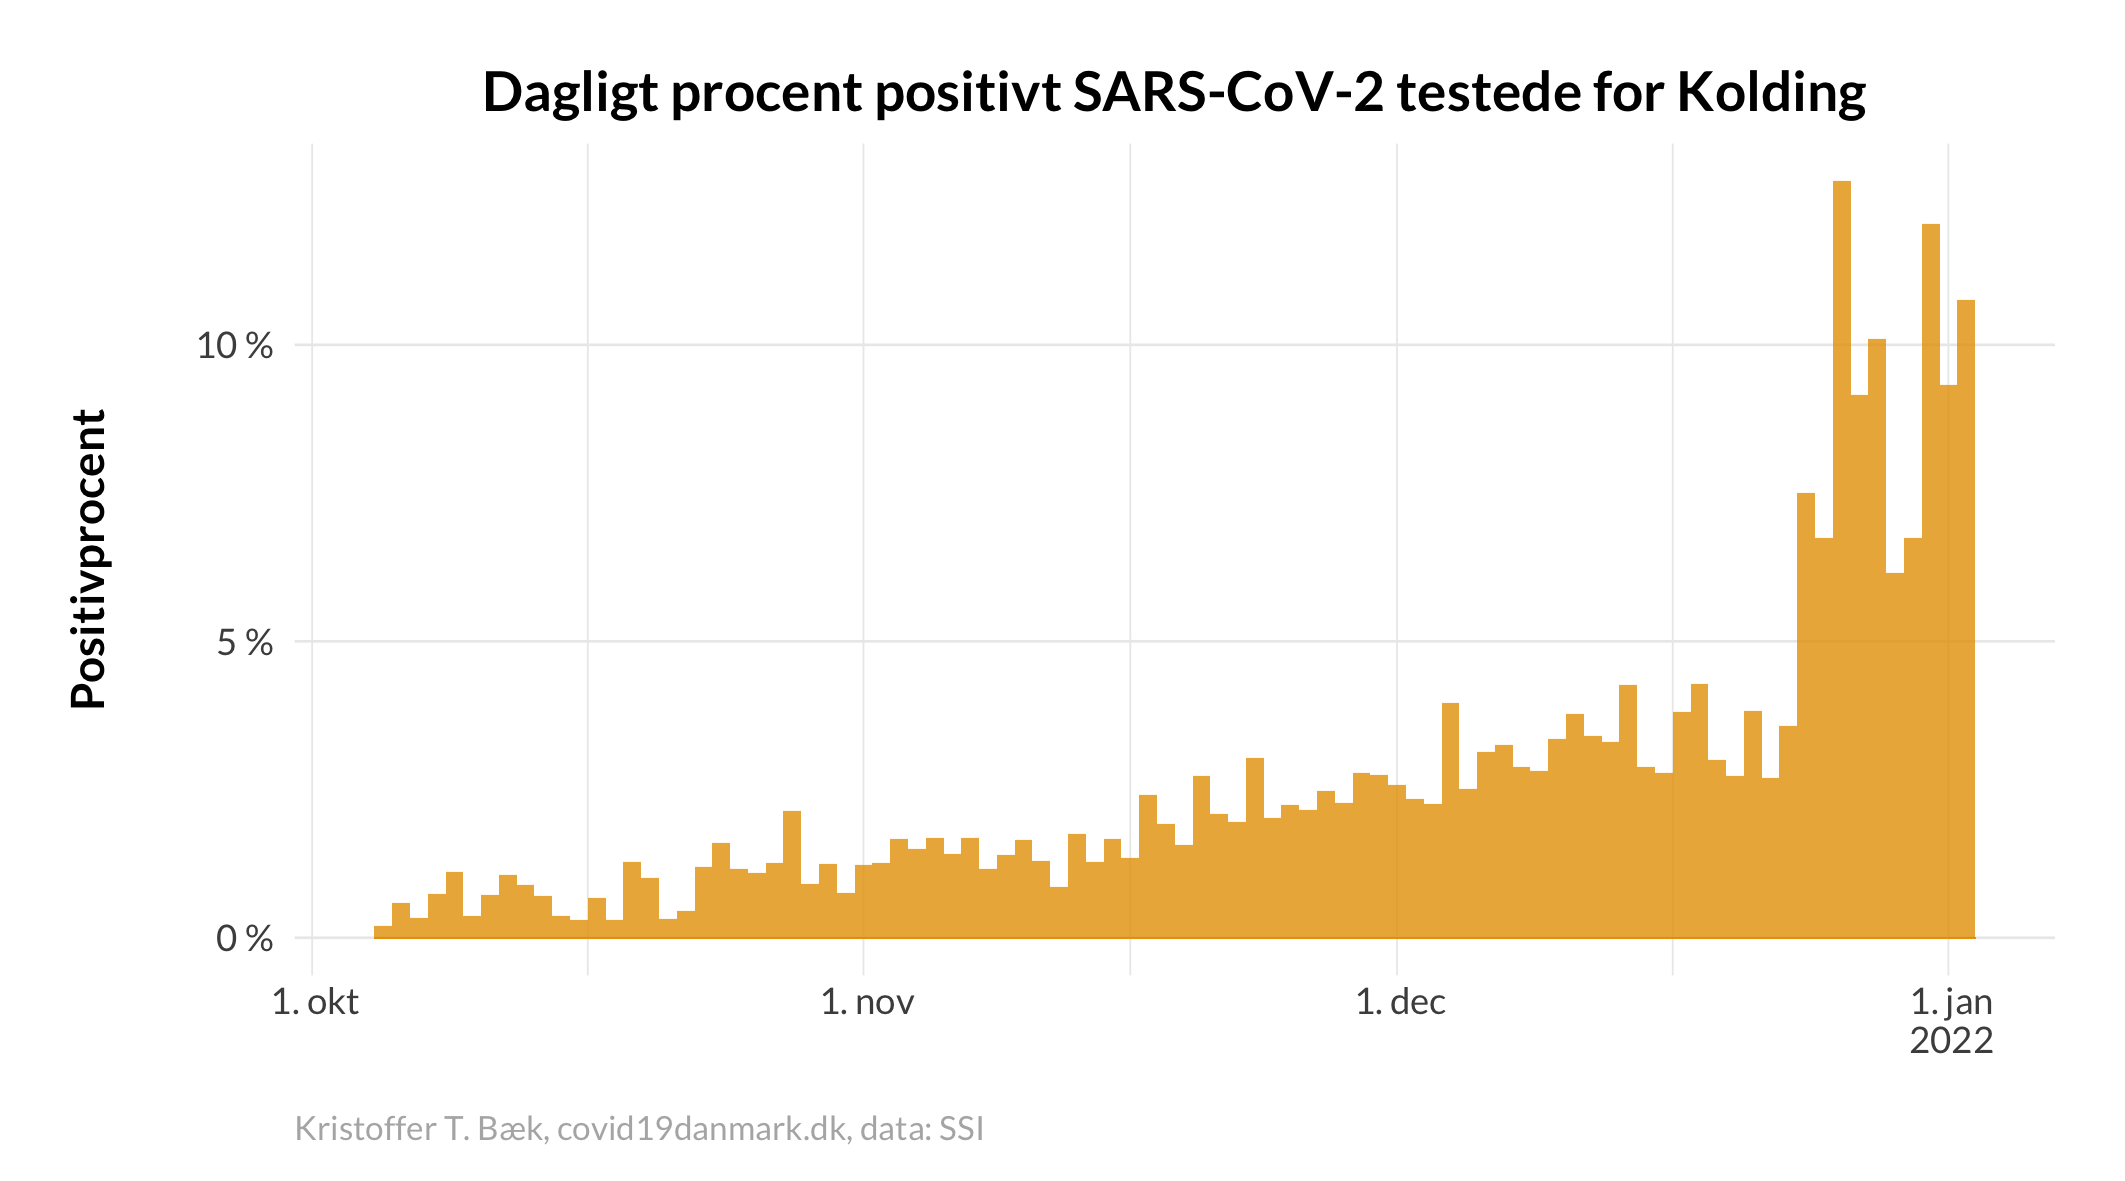 Dagligt procent positivt SARS-CoV-2 testede for Kolding
Positivprocent
10 %
5 %
0 %
1. okt
1. nov
1. dec
1. jan
2022
Kristoffer T. Bæk, covid19danmark.dk, data: SSI